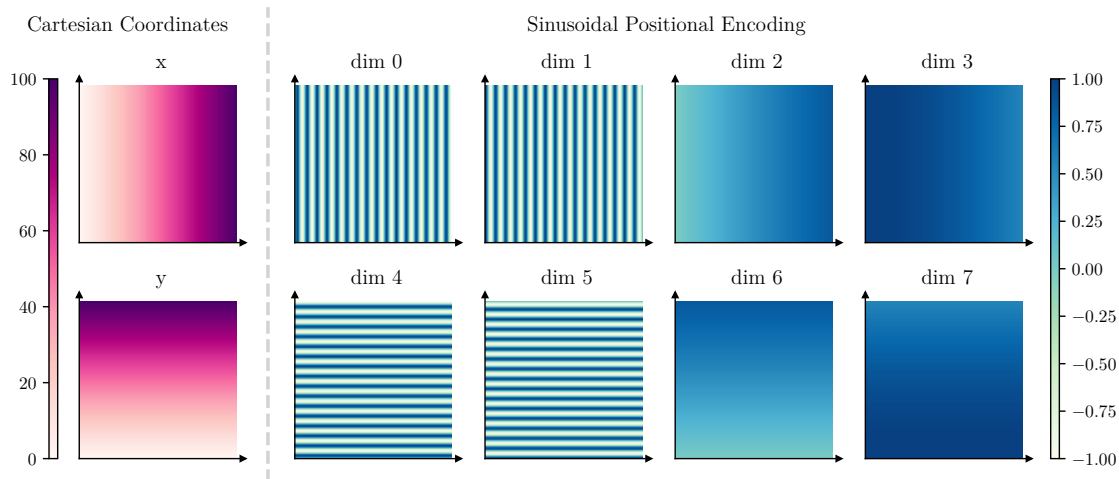 Cartesian Coordinates
Sinusoidal Positional Encoding
x
dim 0
dim 1
dim 2
dim 3
100
80
60
40
20
0
1.00
0.75
0.50
0.25
0.00
−0.25
−0.50
−0.75
−1.00
y
dim 4
dim 5
dim 6
dim 7